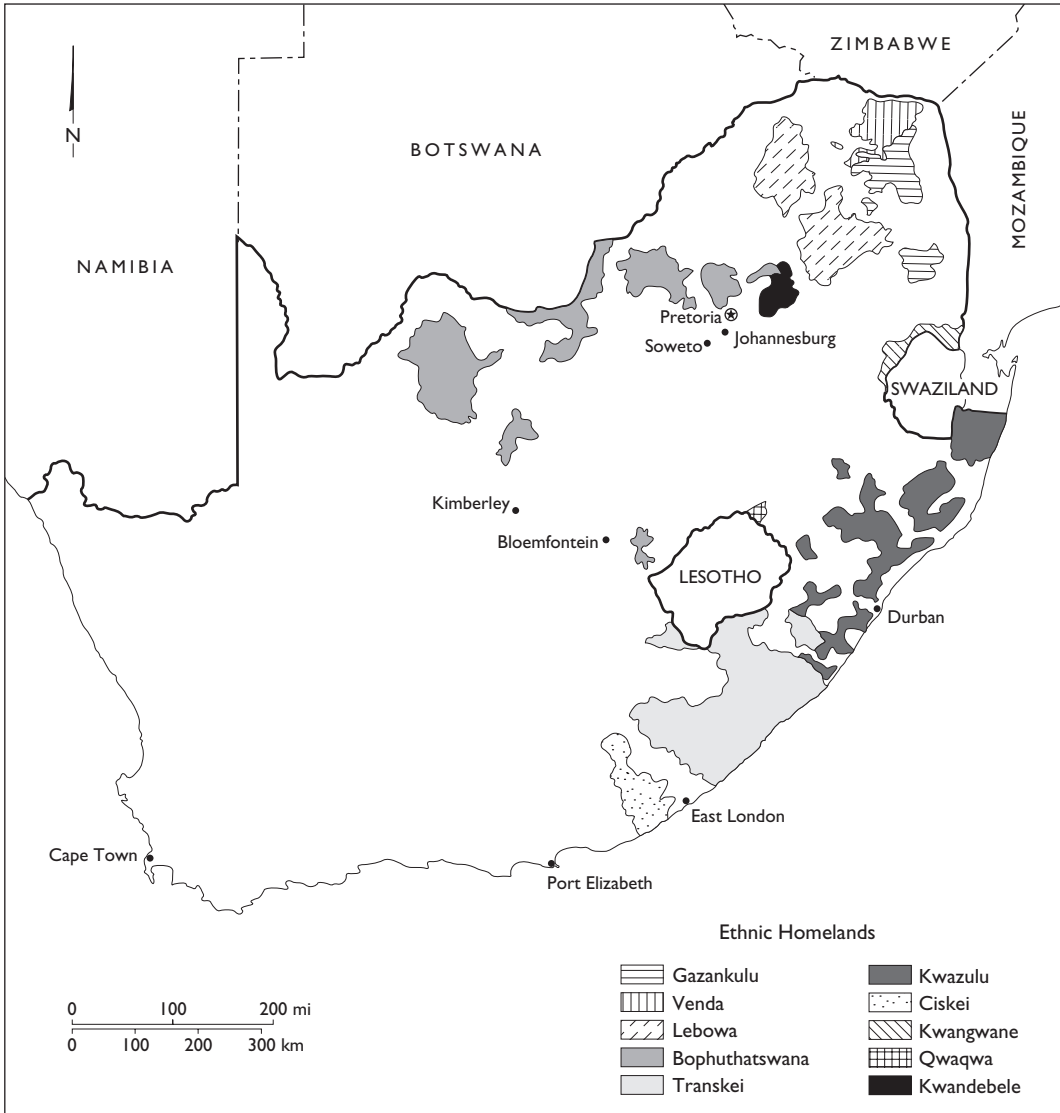 ZIMBABWE
N
BOTSWANA
MOZAMBIQUE
NAMIBIA
Pretoria
Johannesburg
Soweto
SWAZILAND
Kimberley
Bloemfontein
LESOTHO
Durban
East London
Cape Town
Port Elizabeth
Ethnic Homelands
Gazankulu
Venda
Lebowa
Bophuthatswana
Transkei
Kwazulu
Ciskei
Kwangwane
Qwaqwa
Kwandebele
0 100 200 mi
0 100 200 300 km